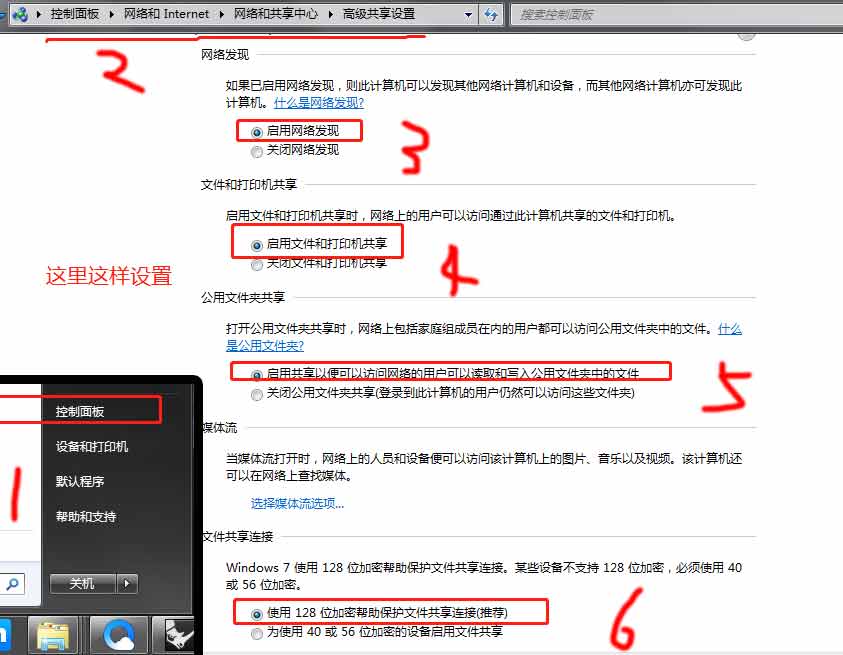 控制面板 ▸ 网络和 Internet ▸ 网络和共享中心 ▸ 高级共享设置
搜索控制面板
2
网络发现
如果已启用网络发现，则此计算机可以发现其他网络计算机和设备，而其他网络计算机亦可发现此
计算机。什么是网络发现?
启用网络发现
关闭网络发现
3
文件和打印机共享
启用文件和打印机共享时，网络上的用户可以访问通过此计算机共享的文件和打印机。
启用文件和打印机共享
关闭文件和打印机共享
4
这里这样设置
公用文件夹共享
打开公用文件夹共享时，网络上包括家庭组成员在内的用户都可以访问公用文件夹中的文件。什么
是公用文件夹?
启用共享以便可以访问网络的用户可以读取和写入公用文件夹中的文件
关闭公用文件夹共享(登录到此计算机的用户仍然可以访问这些文件夹)
5
媒体流
当媒体流打开时，网络上的人员和设备便可以访问该计算机上的图片、音乐以及视频。该计算机还
可以在网络上查找媒体。
选择媒体流选项...
文件共享连接
Windows 7 使用 128 位加密帮助保护文件共享连接。某些设备不支持 128 位加密，必须使用 40
或 56 位加密。
使用 128 位加密帮助保护文件共享连接(推荐)
为使用 40 或 56 位加密的设备启用文件共享
6
控制面板
设备和打印机
1
默认程序
帮助和支持
关机